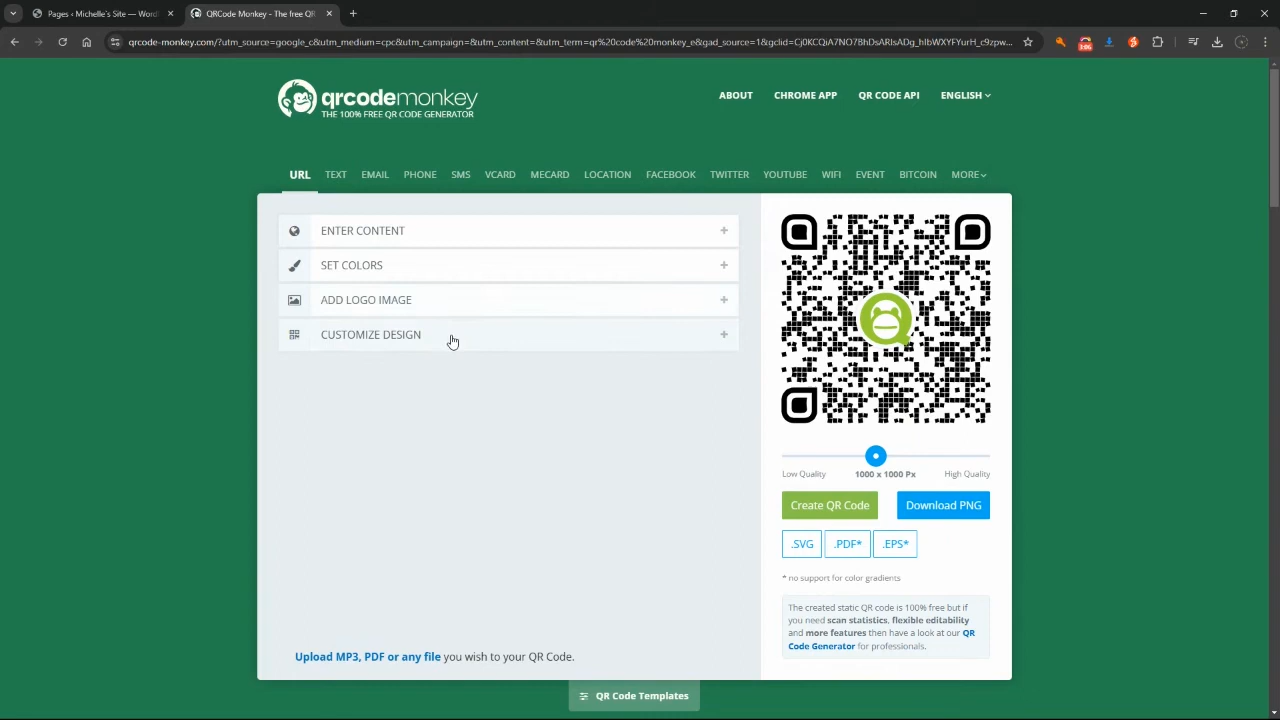 Pages ‹ Michel's Site — Word
QRCode Monkey - The free QR
qrcode-monkey.com/?utm_source=google_c&utm_medium=cpc&utm_campaign=&utm_content=&utm_term=qr%20code%20monkey_e&gad_source=1&gclid=Cj0KCQiA7NO7BhDsARIsADg_hIbWXYFYurH_c9zpw...
3:06
qrcodemonkey
THE 100% FREE QR CODE GENERATOR
ABOUT
CHROME APP
QR CODE API
ENGLISH
URL
TEXT
EMAIL
PHONE
SMS
VCARD
MECARD
LOCATION
FACEBOOK
TWITTER
YOUTUBE
WIFI
EVENT
BITCOIN
MORE
ENTER CONTENT
SET COLORS
ADD LOGO IMAGE
CUSTOMIZE DESIGN
Low Quality
1000 x 1000 Px
High Quality
Create QR Code
Download PNG
.SVG
.PDF*
.EPS*
* no support for color gradients
The created static QR code is 100% free but if
you need scan statistics, flexible editability
and more features then have a look at our QR
Code Generator for professionals.
Upload MP3, PDF or any file you wish to your QR Code.
QR Code Templates